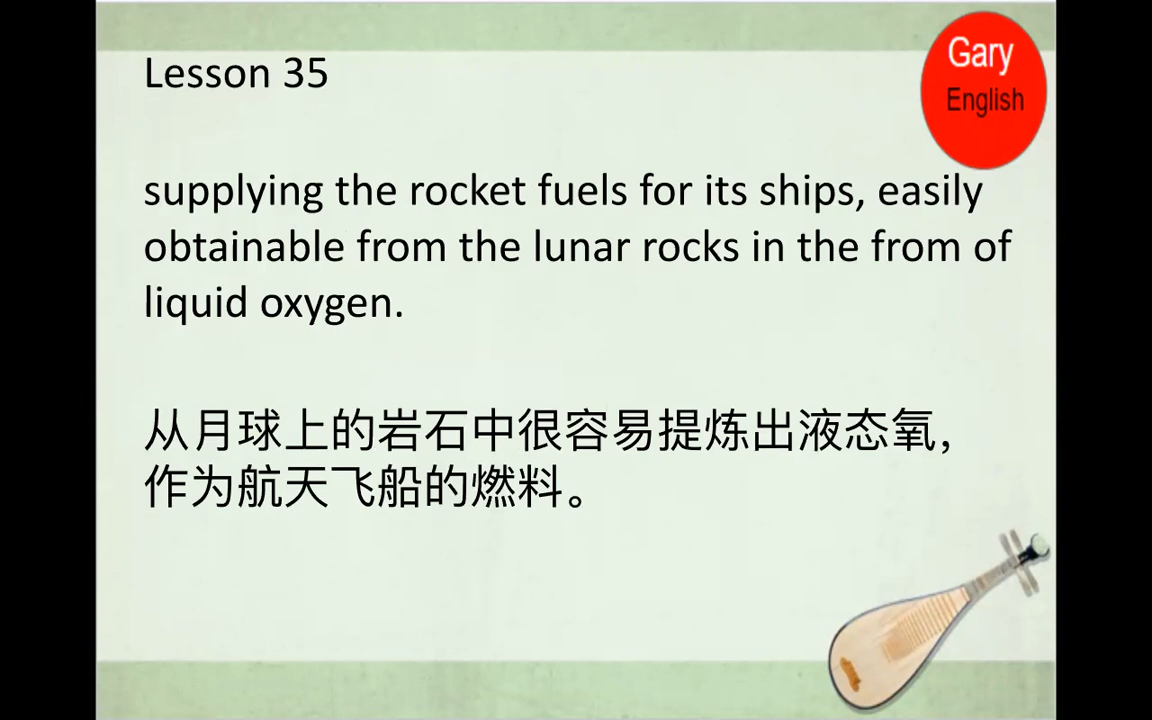 Lesson 35
Gary
English
supplying the rocket fuels for its ships, easily
obtainable from the lunar rocks in the from of
liquid oxygen.
从月球上的岩石中很容易提炼出液态氧，
作为航天飞船的燃料。